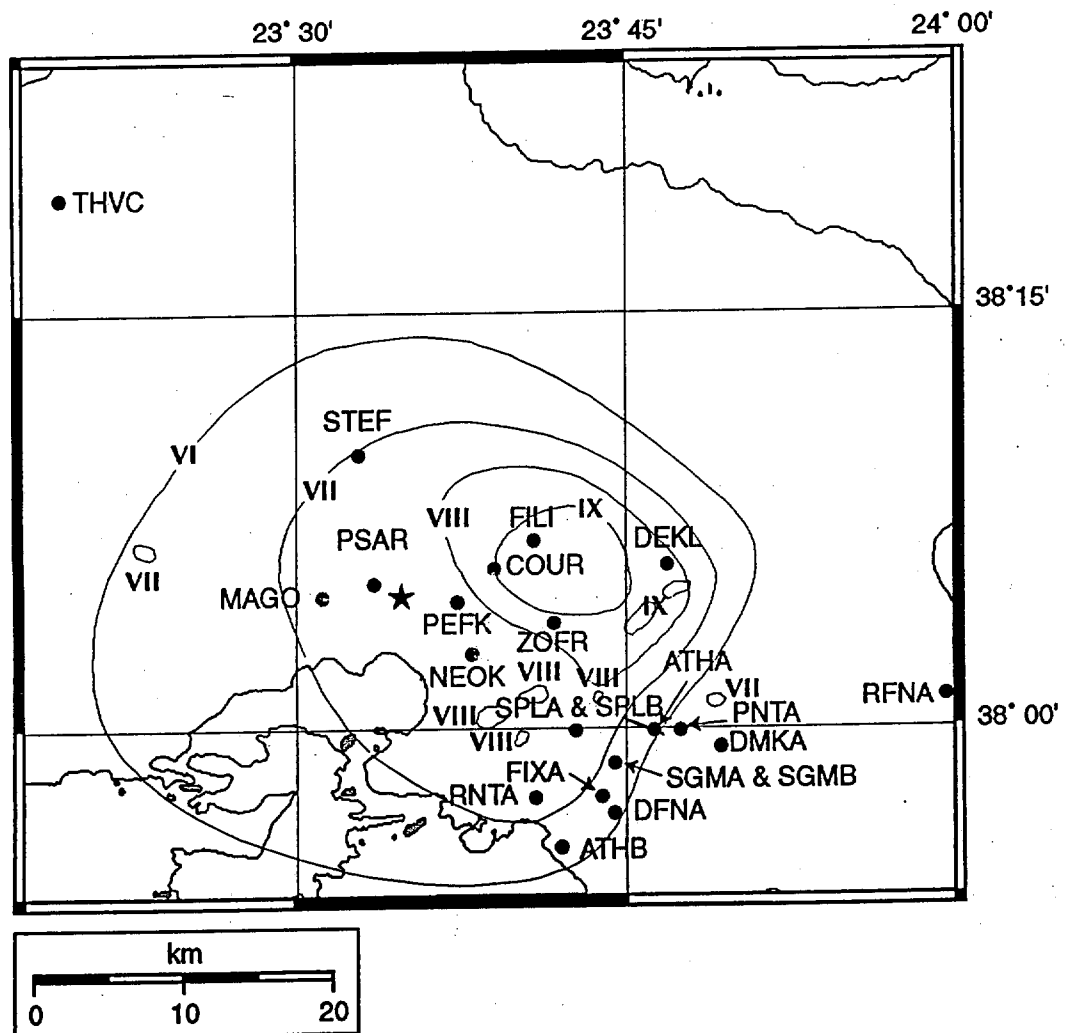 23° 30' 23° 45' 24° 00'
THVC
38° 15'
STEF
VI
VII
VIII
FILI
IX
DEKL
PSAR
COUR
VII
MAGO
PEFK
IX
ZOFR
NEOK
VIII
VIII
ATHA
VII
RFNA
VIII
SPLA & SPLB
PNTA
38° 00'
VIII
DMKA
FIXA
SGMA & SGMB
RNTA
DFNA
ATHB
km
0 10 20